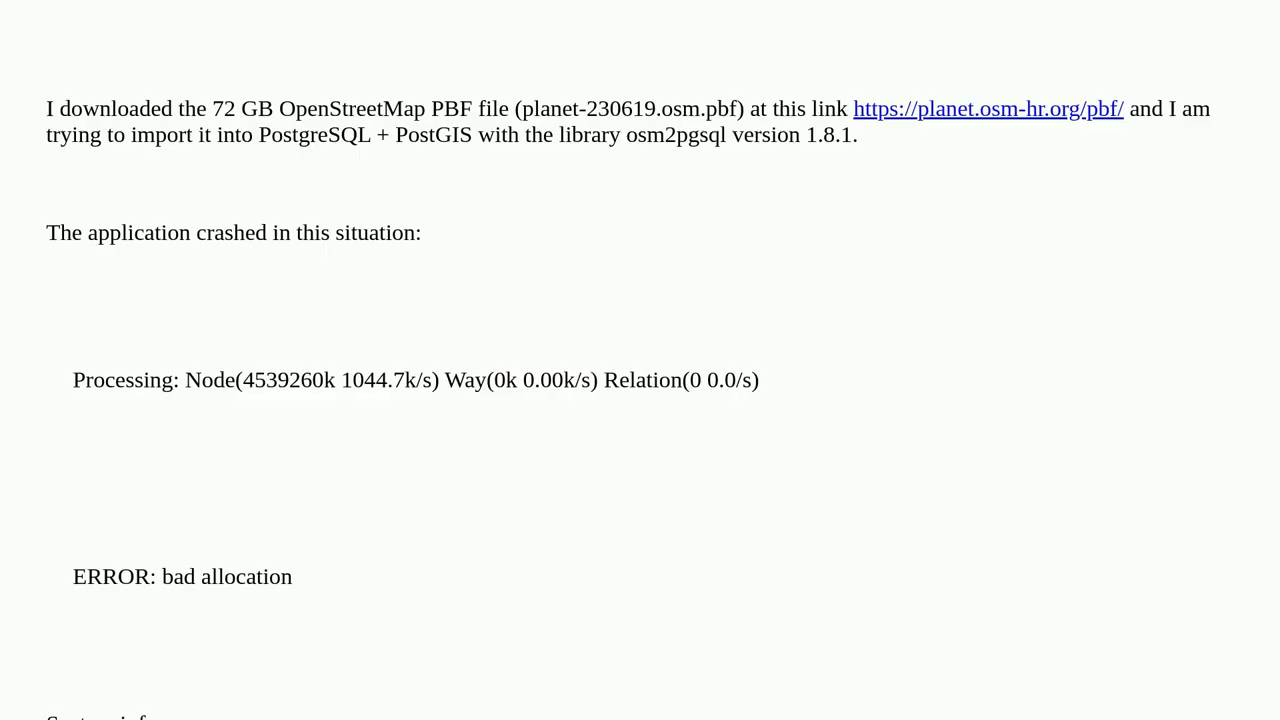 I downloaded the 72 GB OpenStreetMap PBF file (planet-230619.osm.pbf) at this link https://planet.osm-hr.org/pbf/ and I am
trying to import it into PostgreSQL + PostGIS with the library osm2pgsql version 1.8.1.
The application crashed in this situation:
Processing: Node(4539260k 1044.7k/s) Way(0k 0.00k/s) Relation(0 0.0/s)
ERROR: bad allocation